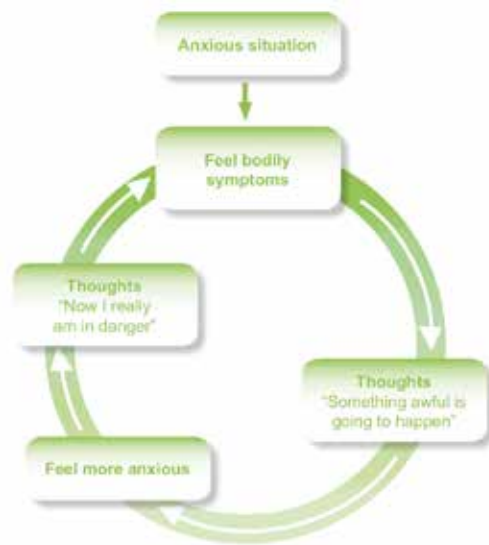 Anxious situation
Feel bodily
symptoms
Thoughts
"Something awful is
going to happen"
Feel more anxious
Thoughts
"Now I really
am in danger"